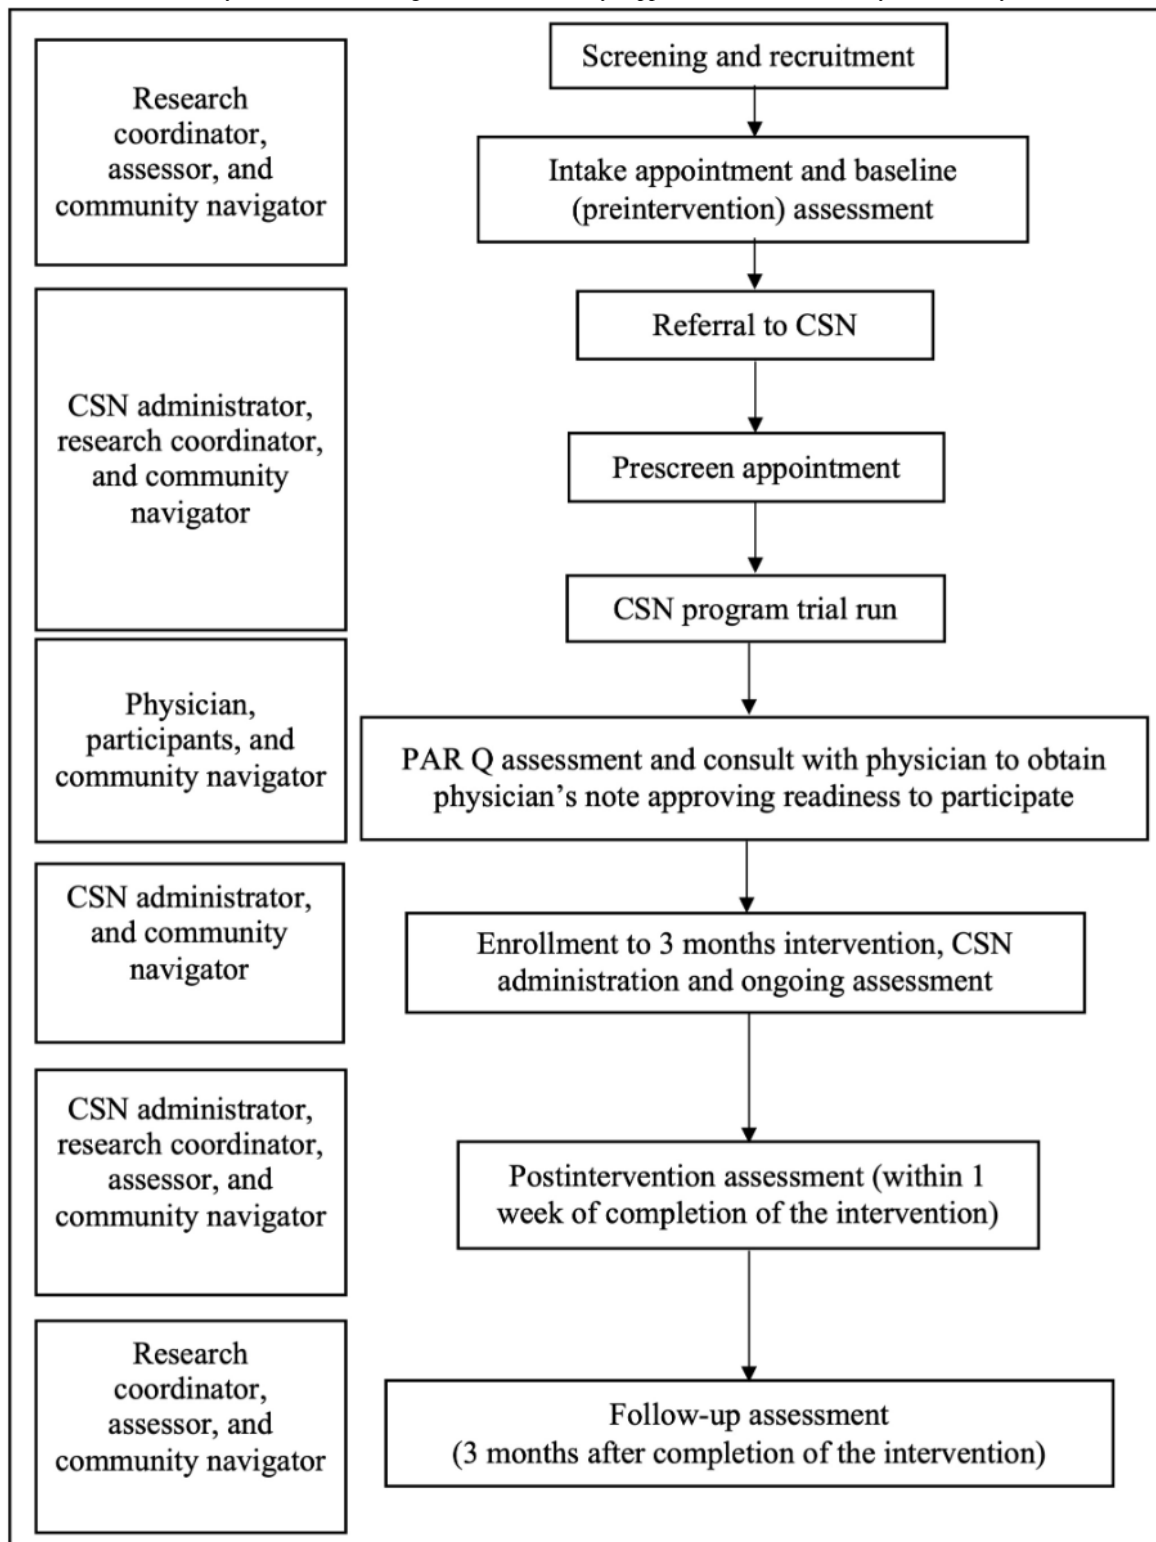 Screening and recruitment
Research
coordinator,
assessor, and
community navigator
Intake appointment and baseline
(preintervention) assessment
Referral to CSN
CSN administrator,
research coordinator,
and community
navigator
Prescreen appointment
CSN program trial run
Physician,
participants, and
community navigator
PAR Q assessment and consult with physician to obtain
physician’s note approving readiness to participate
CSN administrator,
and community
navigator
Enrollment to 3 months intervention, CSN
administration and ongoing assessment
CSN administrator,
research coordinator,
assessor, and
community navigator
Postintervention assessment (within 1
week of completion of the intervention)
Research
coordinator,
assessor, and
community navigator
Follow-up assessment
(3 months after completion of the intervention)